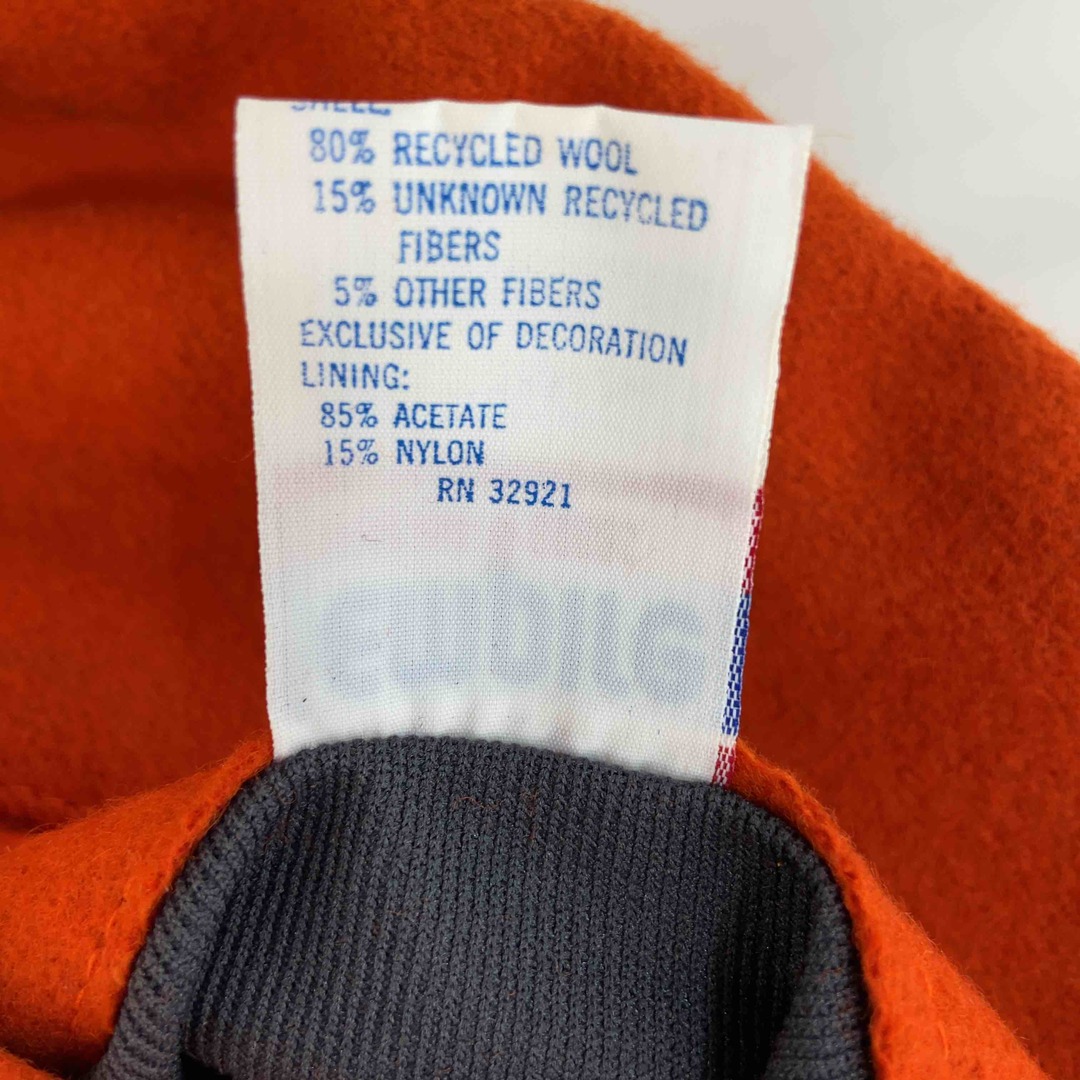 SHELL:
80% RECYCLED WOOL
15% UNKNOWN RECYCLED
FIBERS
5% OTHER FIBERS
EXCLUSIVE OF DECORATION
LINING:
85% ACETATE
15% NYLON
RN 32921